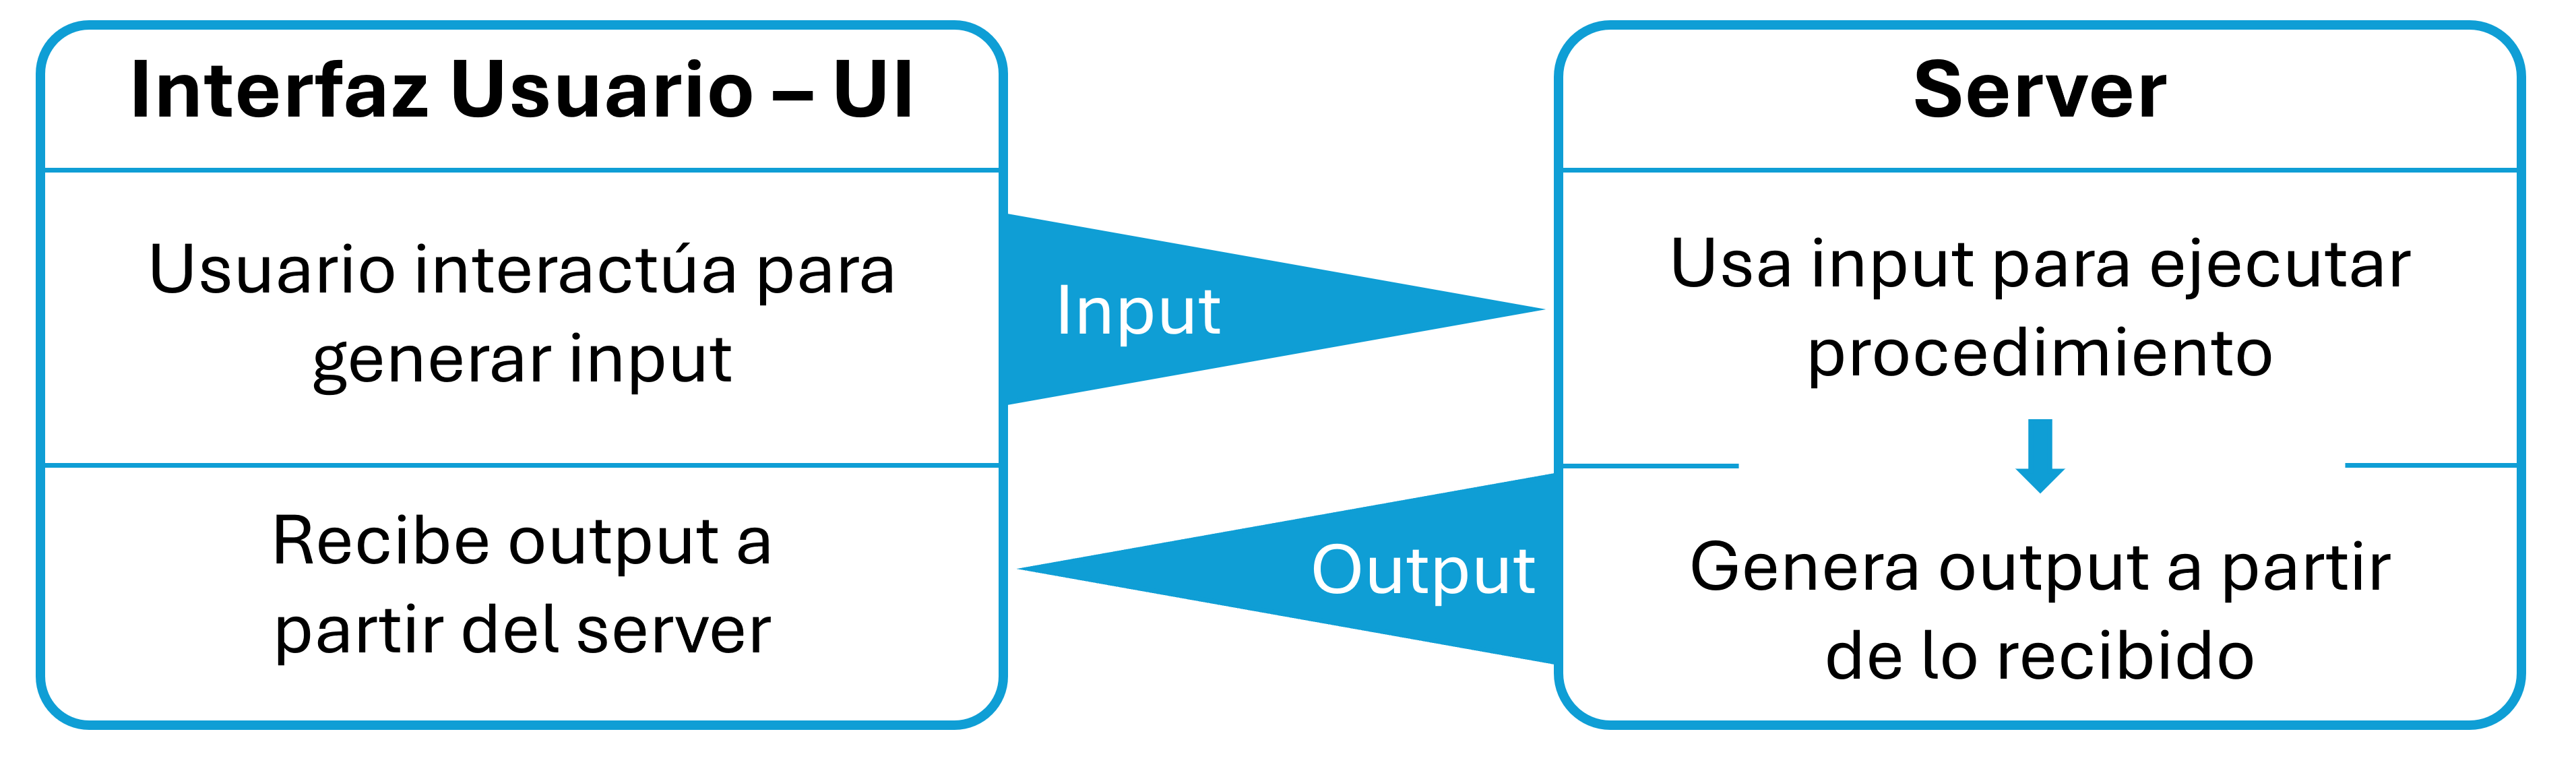 Interfaz Usuario – UI
Usuario interactúa para
generar input
Recibe output a
partir del server
Input
Output
Server
Usa input para ejecutar
procedimiento
Genera output a partir
de lo recibido